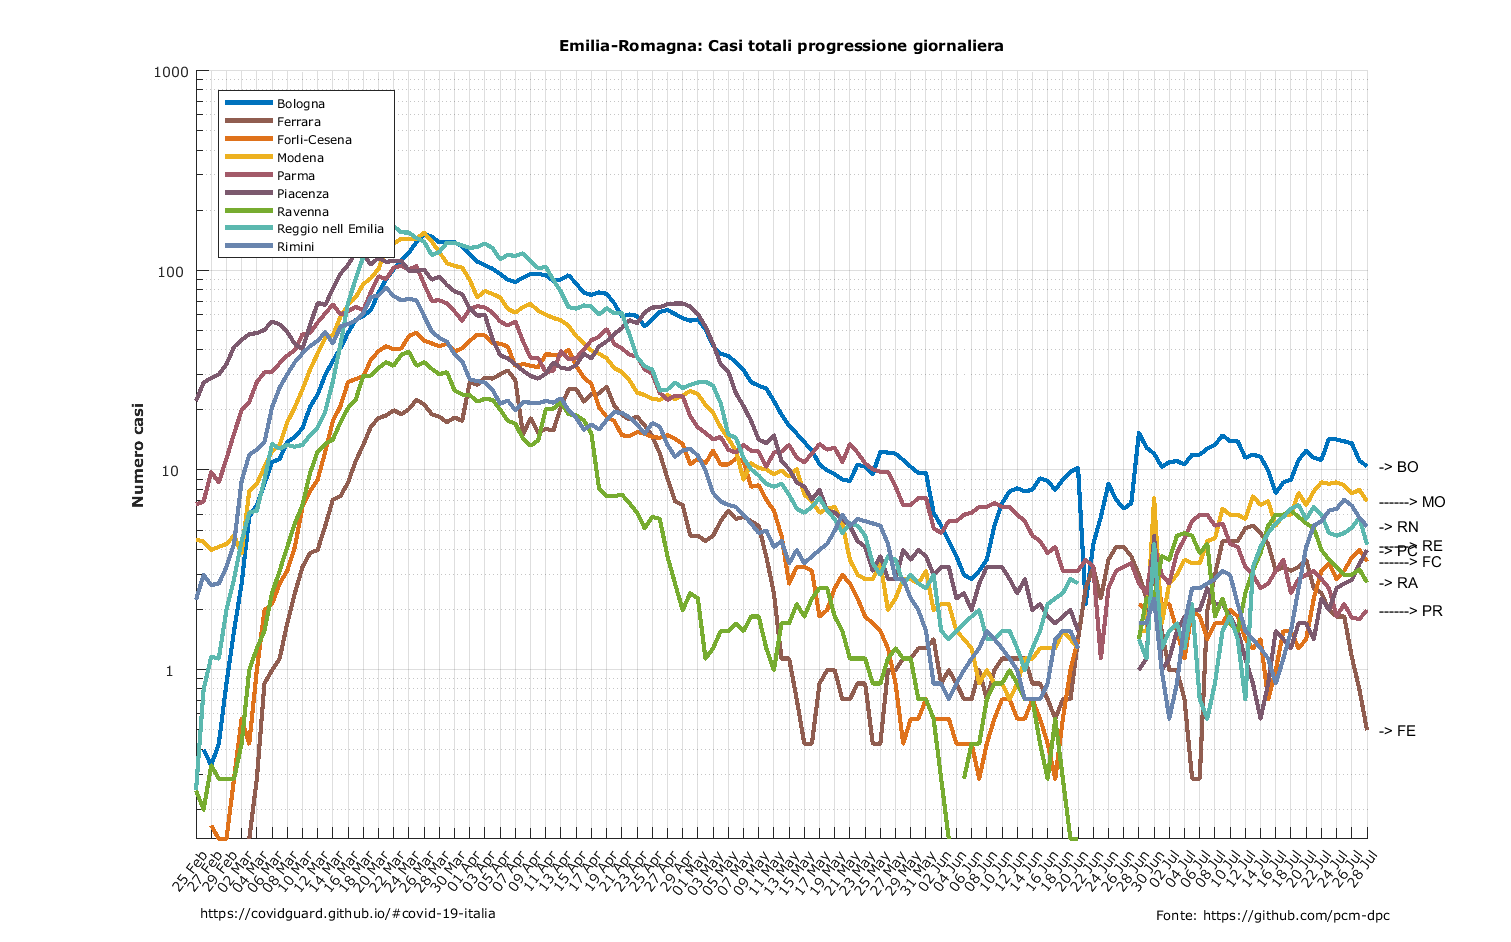 Emilia-Romagna: Casi totali progressione giornaliera
1000
100
10
1
Numero casi
Bologna
Ferrara
Forlì-Cesena
Modena
Parma
Piacenza
Ravenna
Reggio nell Emilia
Rimini
-> BO
------> MO
-> RN
------> RE
-> PC
------> FC
-> RA
------> PR
-> FE
25 Feb
27 Feb
29 Feb
02 Mar
04 Mar
06 Mar
08 Mar
10 Mar
12 Mar
14 Mar
16 Mar
18 Mar
20 Mar
22 Mar
24 Mar
26 Mar
28 Mar
30 Mar
01 Apr
03 Apr
05 Apr
07 Apr
09 Apr
11 Apr
13 Apr
15 Apr
17 Apr
19 Apr
21 Apr
23 Apr
25 Apr
27 Apr
29 Apr
01 May
03 May
05 May
07 May
09 May
11 May
13 May
15 May
17 May
19 May
21 May
23 May
25 May
27 May
29 May
31 May
02 Jun
04 Jun
06 Jun
08 Jun
10 Jun
12 Jun
14 Jun
16 Jun
18 Jun
20 Jun
22 Jun
24 Jun
26 Jun
28 Jun
30 Jun
02 Jul
04 Jul
06 Jul
08 Jul
10 Jul
12 Jul
14 Jul
16 Jul
18 Jul
20 Jul
22 Jul
24 Jul
26 Jul
28 Jul
https://covidguard.github.io/#covid-19-italia
Fonte: https://github.com/pcm-dpc